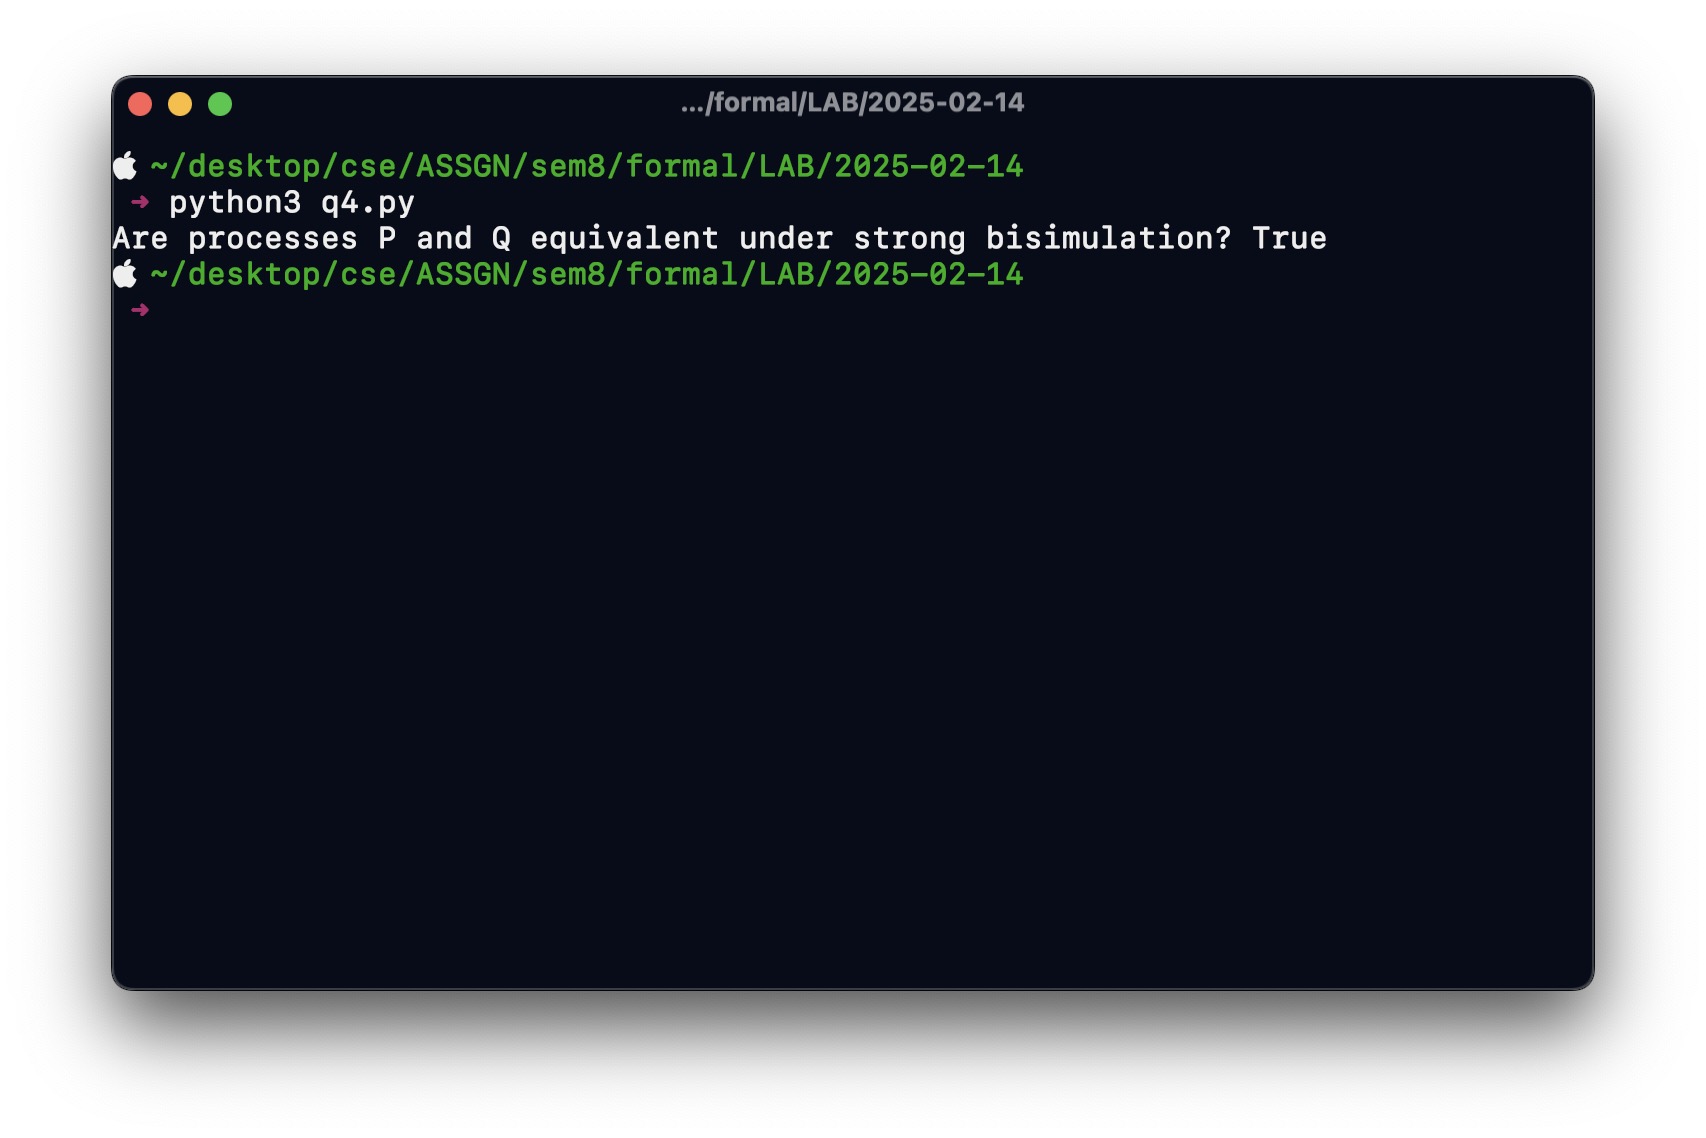 .../formal/LAB/2025-02-14
~/desktop/cse/ASSGN/sem8/formal/LAB/2025-02-14
➜ python3 q4.py
Are processes P and Q equivalent under strong bisimulation? True
~/desktop/cse/ASSGN/sem8/formal/LAB/2025-02-14
➜